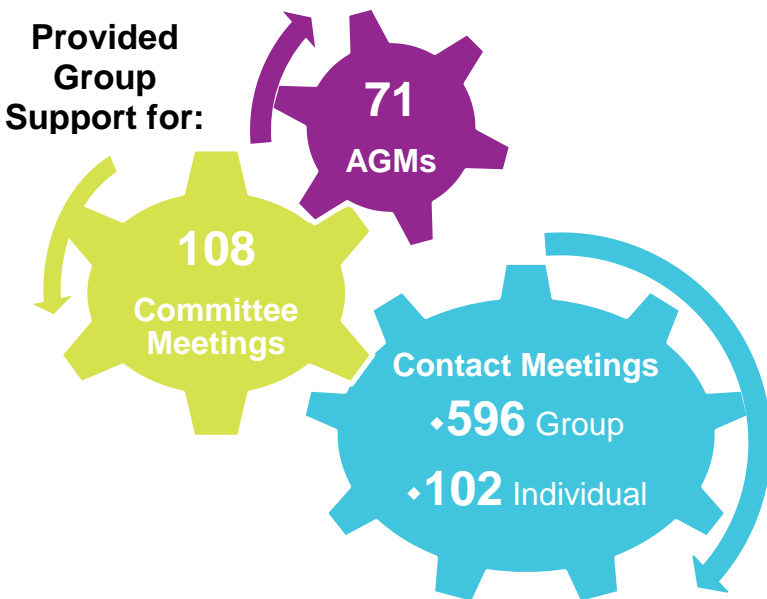 Provided
Group
Support for:
71
AGMs
108
Committee
Meetings
Contact Meetings
◆596 Group
◆102 Individual